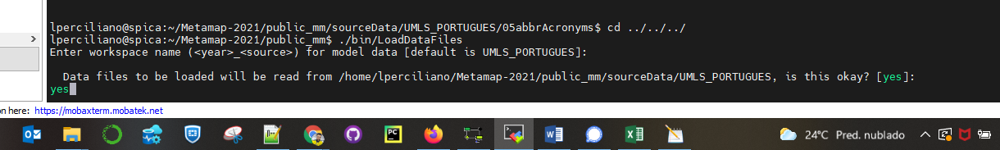 lperciliano@spica:~/Metamap-2021/public_mm/sourceData/UMLS_PORTUGUES/05abbrAcronyms$ cd ../../../
lperciliano@spica:~/Metamap-2021/public_mm$ ./bin/LoadDataFiles
Enter workspace name (<year>_<source>) for model data [default is UMLS_PORTUGUES]:
Data files to be loaded will be read from /home/lperciliano/Metamap-2021/public_mm/sourceData/UMLS_PORTUGUES, is this okay? [yes]:
yes
on here: https://mobaxterm.mobatek.net
24°C Pred. nublado